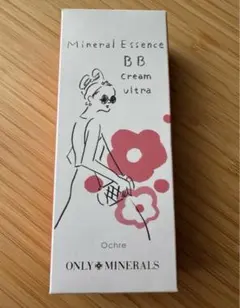 Mineral Essence
BB
cream
ultra
Ochre
ONLY MINERALS